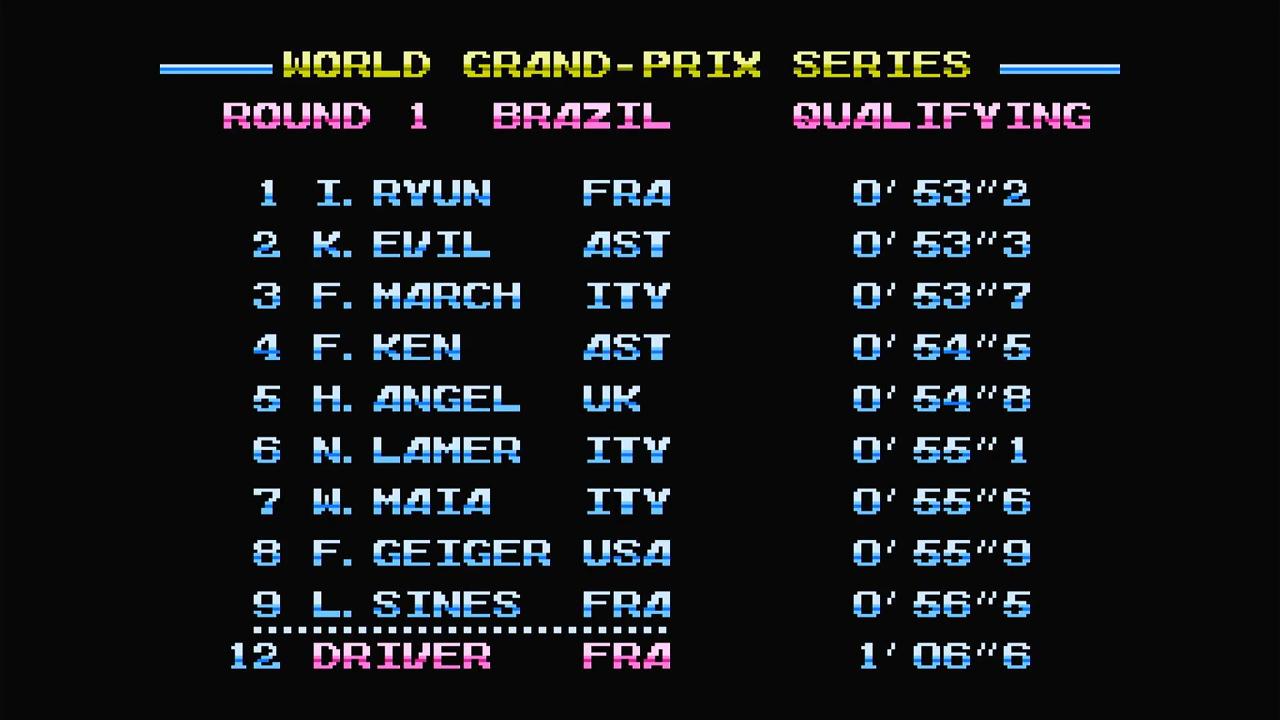 WORLD GRAND-PRIX SERIES
ROUND 1 BRAZIL QUALIFYING
1 I. RYUN FRA 0'53"2
2 K. EVIL AST 0'53"3
3 F. MARCH ITY 0'53"7
4 F. KEN AST 0'54"5
5 H. ANGEL UK 0'54"8
6 N. LAMER ITY 0'55"1
7 W. MAIA ITY 0'55"6
8 F. GEIGER USA 0'55"9
9 L. SINES FRA 0'56"5
12 DRIVER FRA 1'06"6